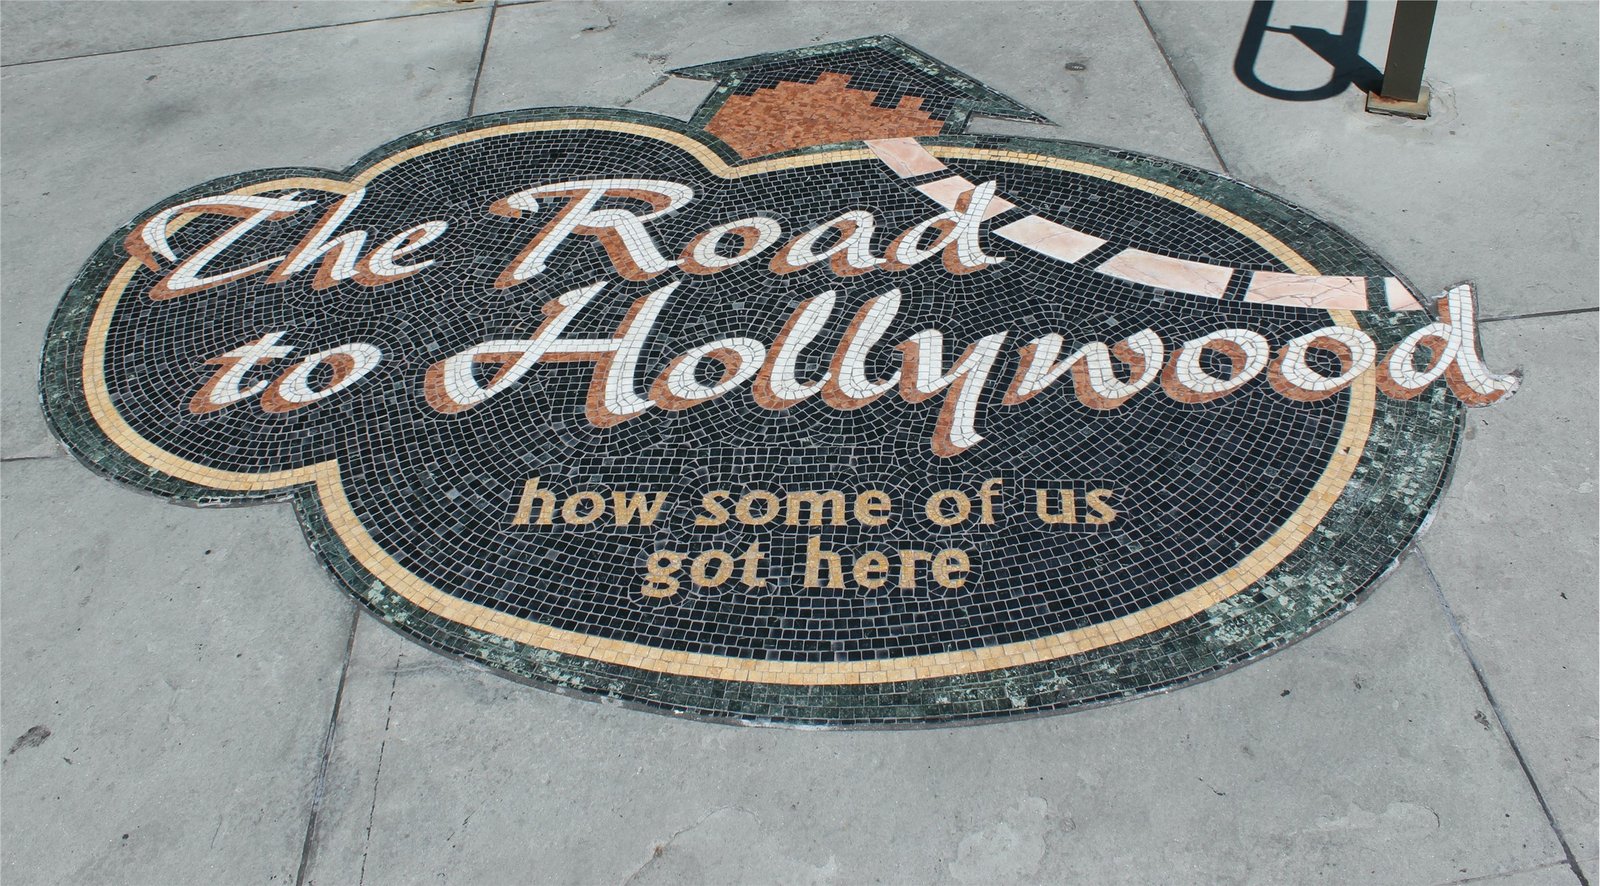 The Road
to Hollywood
how some of us
got here